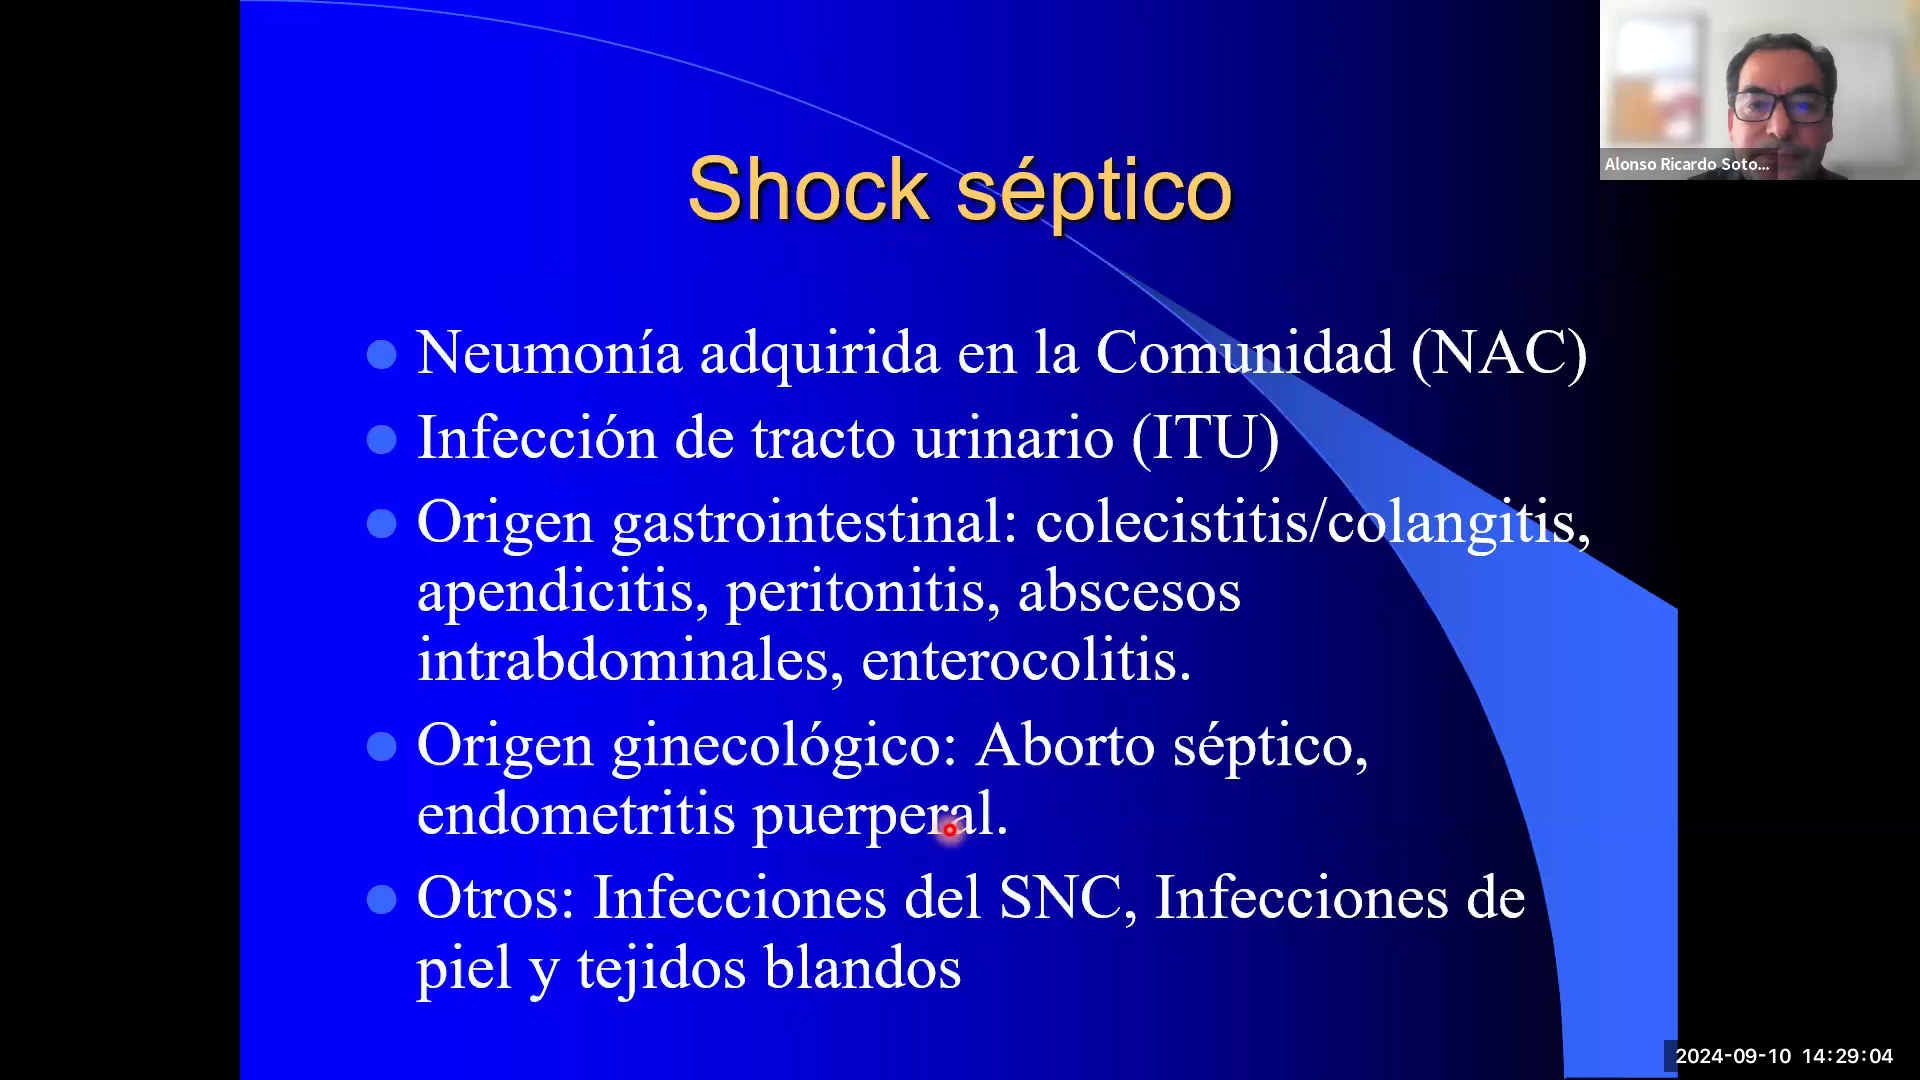 Alonso Ricardo Soto...
Shock séptico
Neumonía adquirida en la Comunidad (NAC)
Infección de tracto urinario (ITU)
Origen gastrointestinal: colecistitis/colangitis,
apendicitis, peritonitis, abscesos
intrabdominales, enterocolitis.
Origen ginecológico: Aborto séptico,
endometritis puerperal.
Otros: Infecciones del SNC, Infecciones de
piel y tejidos blandos
2024-09-10 14:29:04